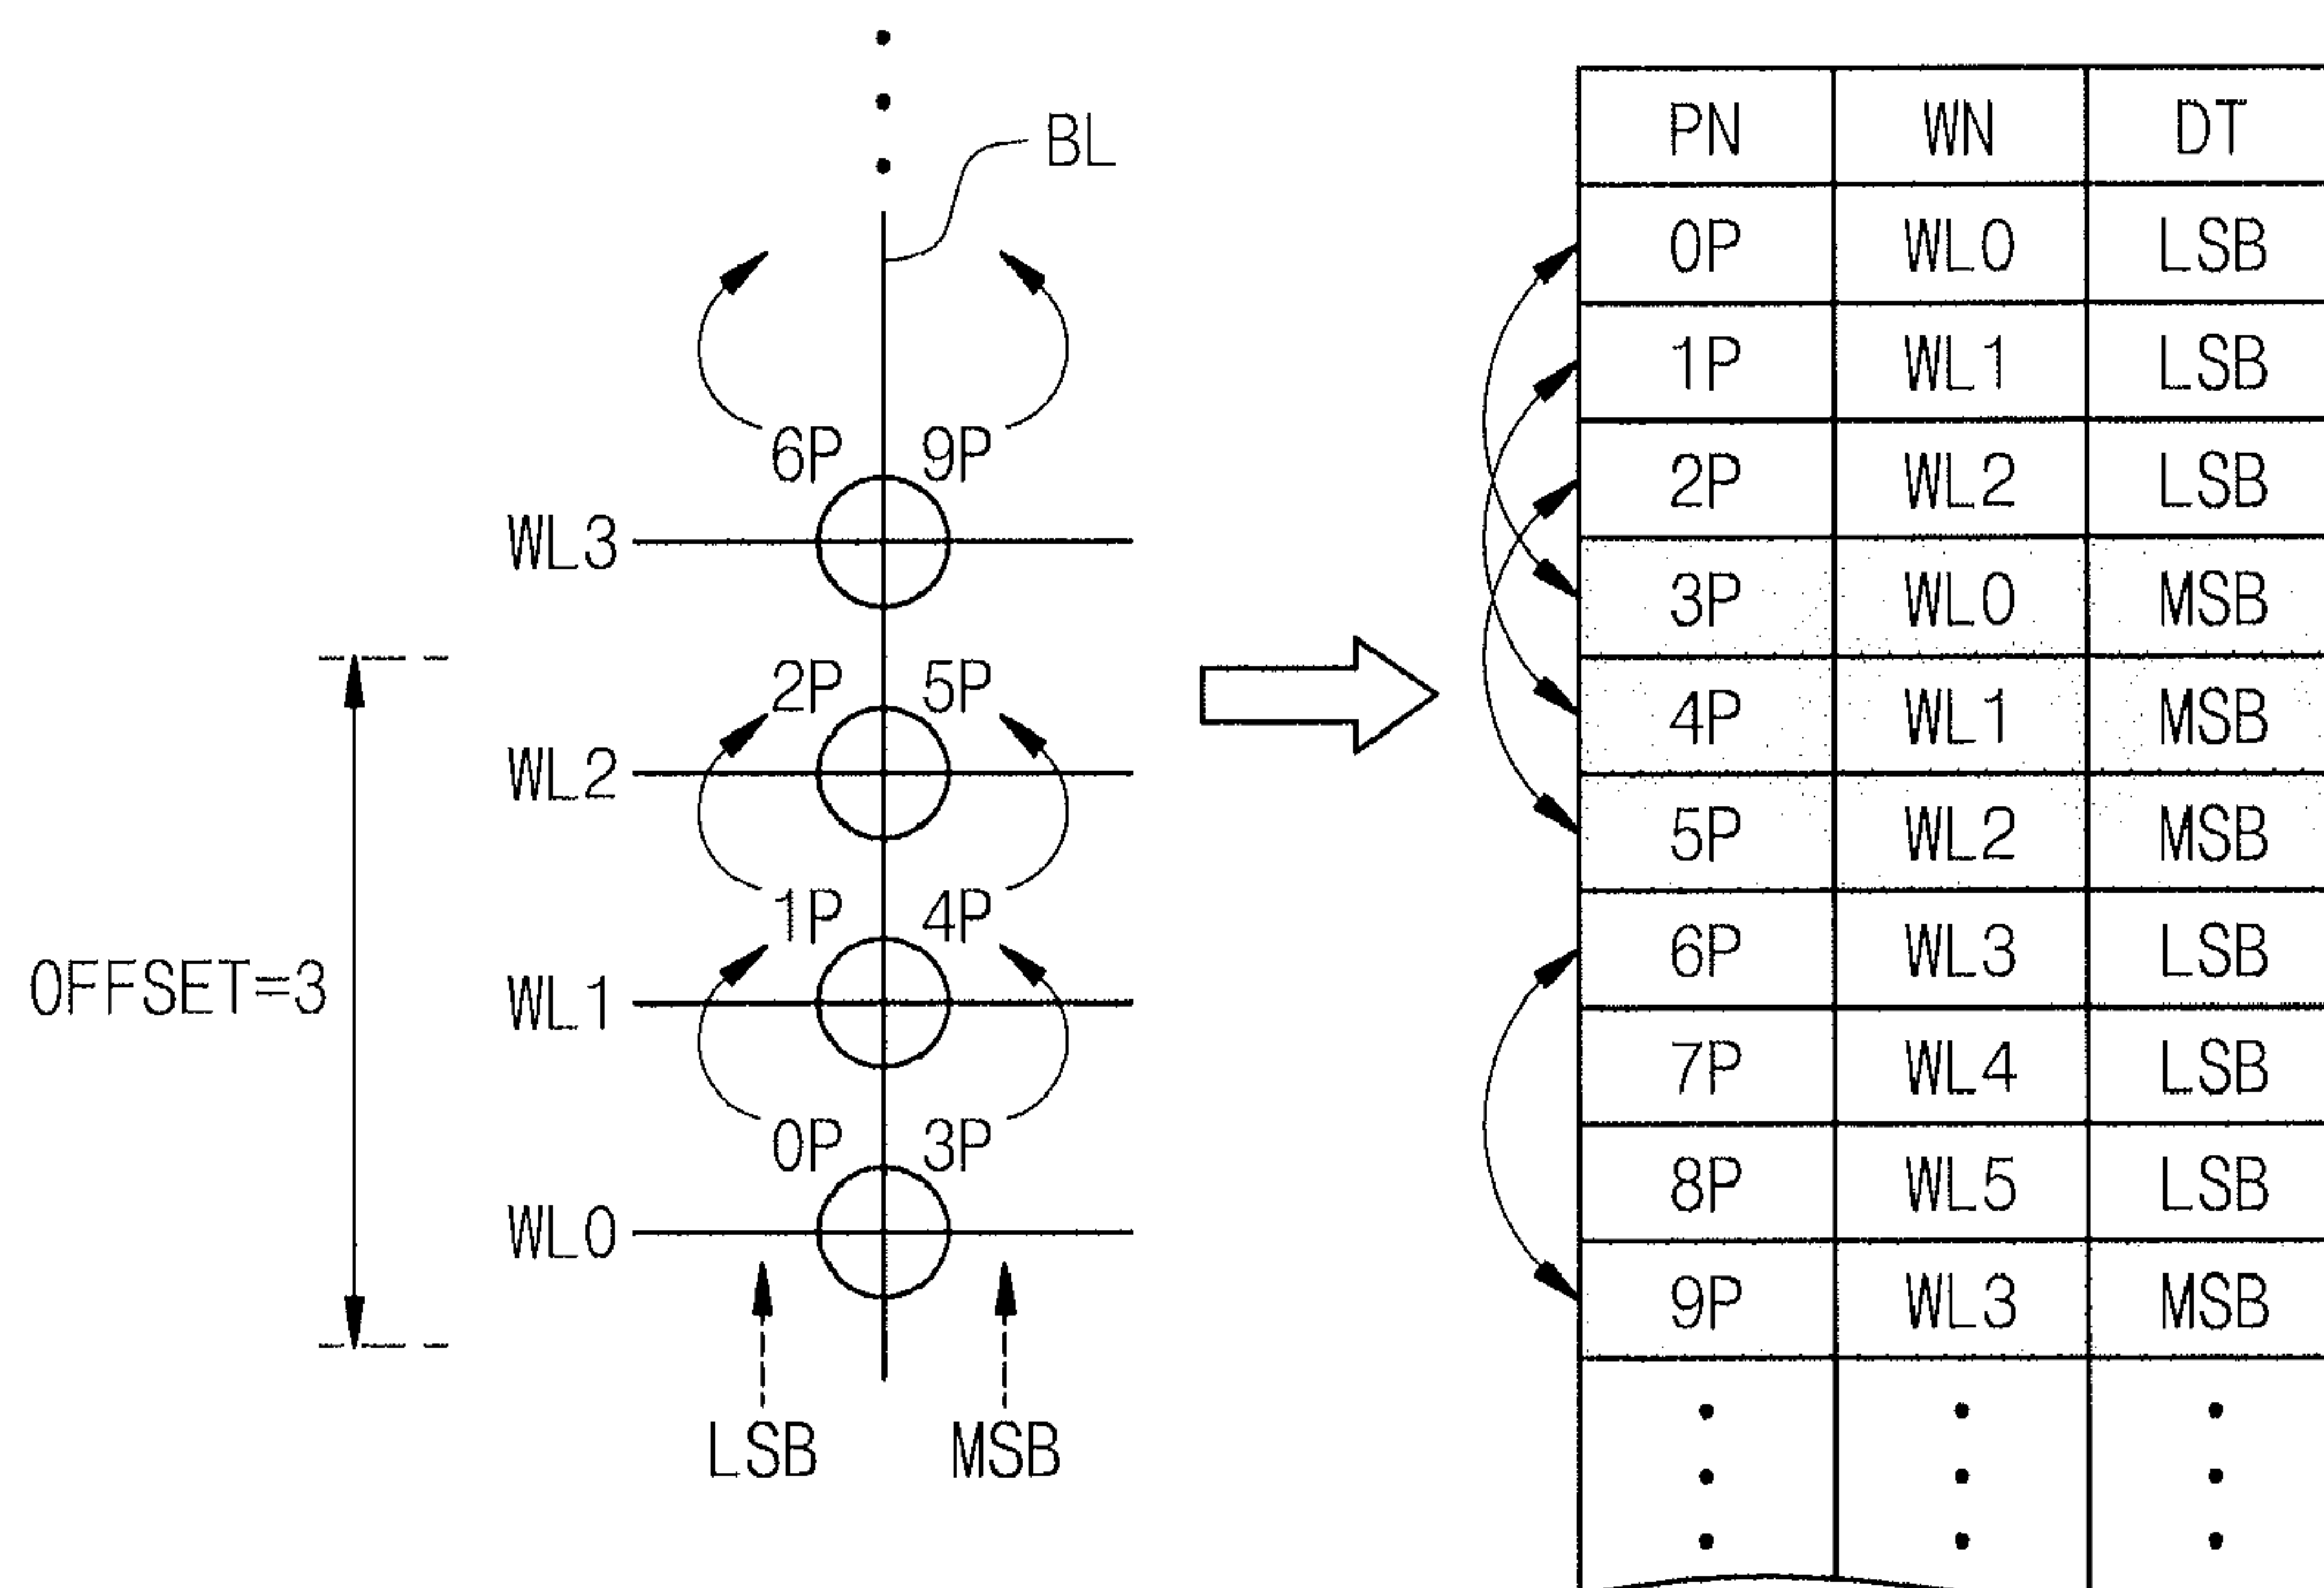 BL
6P 9P
WL3
2P 5P
WL2
1P 4P
OFFSET=3
WL1
0P 3P
WL0
LSB MSB
PN WN DT
0P WL0 LSB
1P WL1 LSB
2P WL2 LSB
3P WL0 MSB
4P WL1 MSB
5P WL2 MSB
6P WL3 LSB
7P WL4 LSB
8P WL5 LSB
9P WL3 MSB